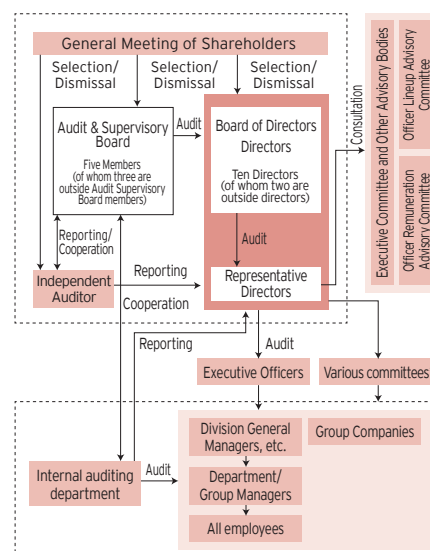 General Meeting of Shareholders
Selection/
Dismissal
Selection/
Dismissal
Selection/
Dismissal
Audit & Supervisory
Board
Five Members
(of whom three are
outside Audit Supervisory
Board members)
Audit
Board of Directors
Directors
Ten Directors
(of whom two are
outside directors)
Audit
Representative
Directors
Consultation
Executive Committee and Other Advisory Bodies
Officer Lineup Advisory
Committee
Officer Remuneration
Advisory Committee
Reporting/
Cooperation
Independent
Auditor
Reporting
Cooperation
Reporting
Audit
Executive Officers
Various committees
Division General
Managers, etc.
Group Companies
Internal auditing
department
Audit
Department/
Group Managers
All employees